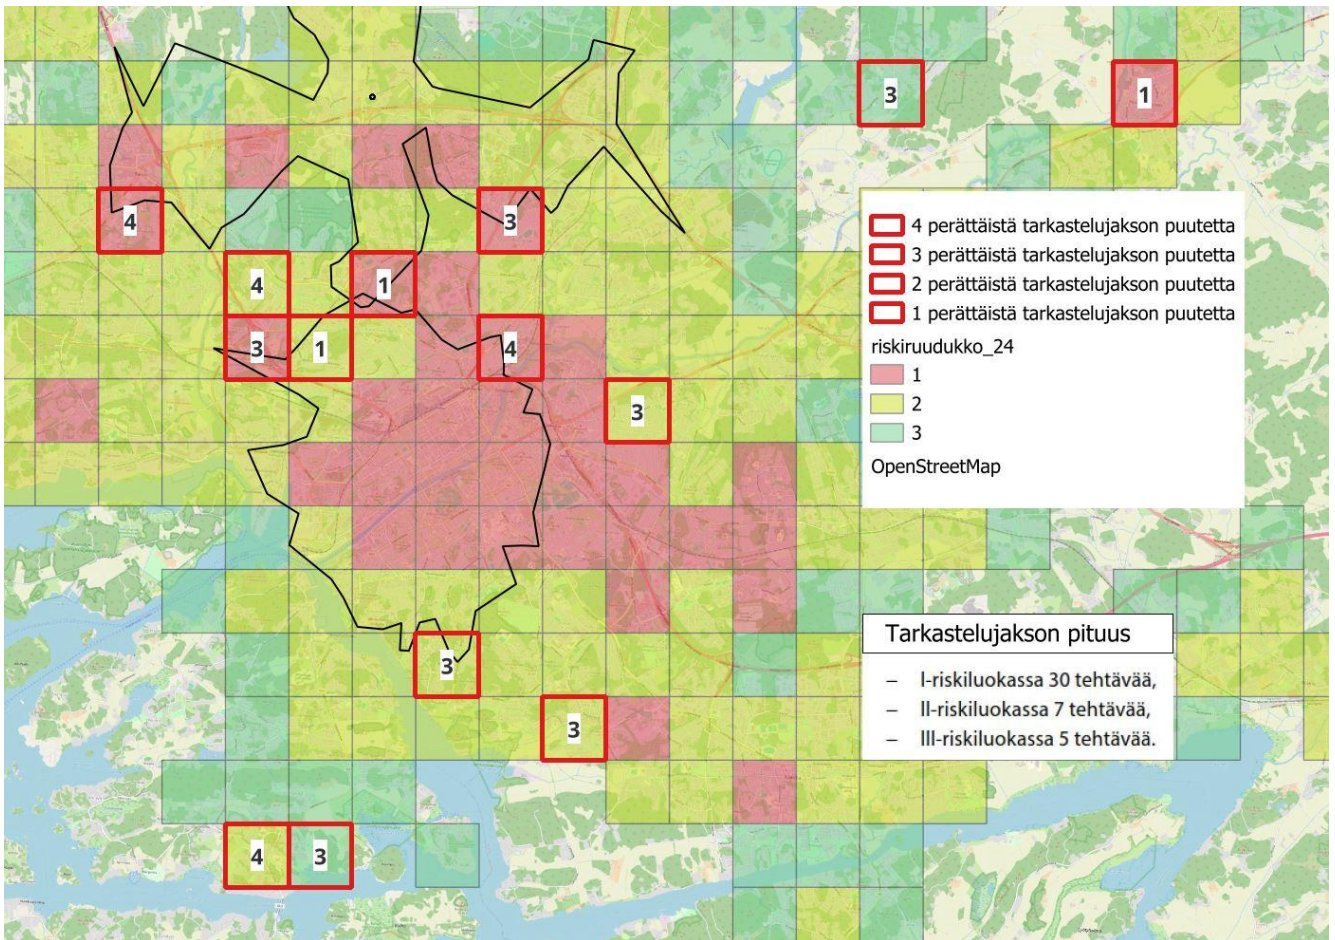 3
1
4
3
4
1
3
1
4
3
3
3
4
3
4 perättäistä tarkastelujakson puutetta
3 perättäistä tarkastelujakson puutetta
2 perättäistä tarkastelujakson puutetta
1 perättäistä tarkastelujakson puutetta
riskiruudukko_24
1
2
3
OpenStreetMap
Tarkastelujakson pituus
– I-riskiluokassa 30 tehtävää,
– II-riskiluokassa 7 tehtävää,
– III-riskiluokassa 5 tehtävää.